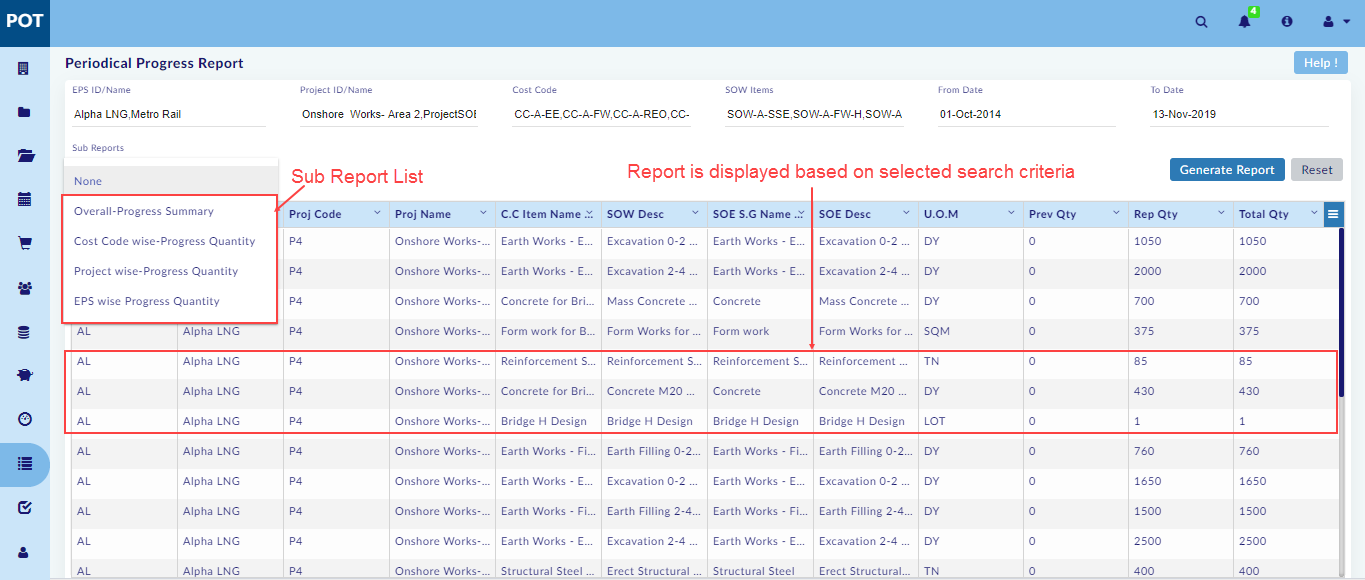 POT
4
Periodical Progress Report
Help !
EPS ID/Name Project ID/Name Cost Code SOW Items From Date To Date
Alpha LNG,Metro Rail Onshore Works- Area 2,ProjectSOE CC-A-EE,CC-A-FW,CC-A-REO,CC- SOW-A-SSE,SOW-A-FW-H,SOW-A 01-Oct-2014 13-Nov-2019
Sub Reports
None
Overall-Progress Summary
Cost Code wise-Progress Quantity
Project wise-Progress Quantity
EPS wise Progress Quantity
Sub Report List
Report is displayed based on selected search criteria
Generate Report Reset
Proj Code Proj Name C.C Item Name ... SOW Desc SOE S.G Name ... SOE Desc U.O.M Prev Qty Rep Qty Total Qty
P4 Onshore Works-... Earth Works - E... Excavation 0-2 ... Earth Works - E... Excavation 0-2 ... DY 0 1050 1050
P4 Onshore Works-... Earth Works - E... Excavation 2-4 ... Earth Works - E... Excavation 2-4 ... DY 0 2000 2000
P4 Onshore Works-... Concrete for Bri... Mass Concrete ... Concrete Mass Concrete ... DY 0 700 700
AL Alpha LNG P4 Onshore Works-... Form work for B... Form Works for ... Form work Form Works for ... SQM 0 375 375
AL Alpha LNG P4 Onshore Works-... Reinforcement S... Reinforcement S... Reinforcement S... Reinforcement ... TN 0 85 85
AL Alpha LNG P4 Onshore Works-... Concrete for Bri... Concrete M20 ... Concrete Concrete M20 ... DY 0 430 430
AL Alpha LNG P4 Onshore Works-... Bridge H Design Bridge H Design Bridge H Design Bridge H Design LOT 0 1 1
AL Alpha LNG P4 Onshore Works-... Earth Works - Fi... Earth Filling 0-2... Earth Works - Fi... Earth Filling 0-2... DY 0 760 760
AL Alpha LNG P4 Onshore Works-... Earth Works - E... Excavation 0-2 ... Earth Works - E... Excavation 0-2 ... DY 0 1650 1650
AL Alpha LNG P4 Onshore Works-... Earth Works - Fi... Earth Filling 2-4... Earth Works - Fi... Earth Filling 2-4... DY 0 1500 1500
AL Alpha LNG P4 Onshore Works-... Earth Works - E... Excavation 2-4 ... Earth Works - E... Excavation 2-4 ... DY 0 2500 2500
AL Alpha LNG P4 Onshore Works-... Structural Steel ... Erect Structural ... Structural Steel Erect Structural ... TN 0 400 400